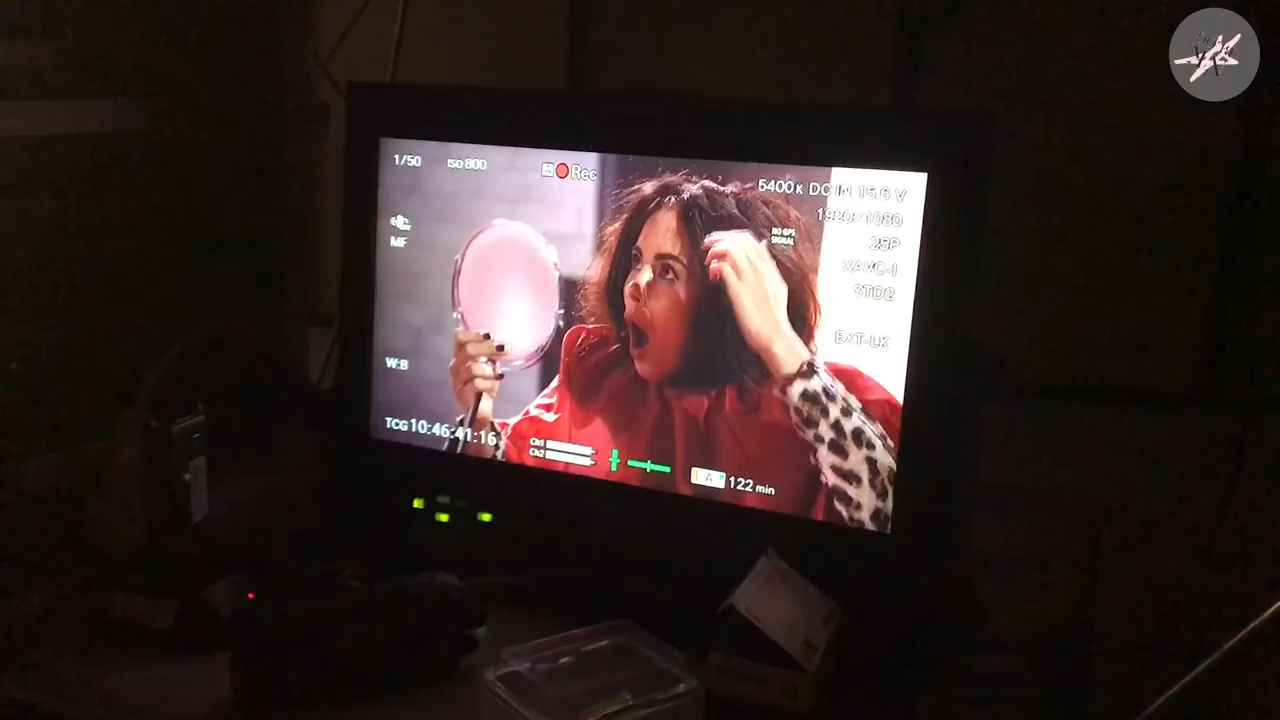 1/50 ISO 800 Rec 5400K DC IN 15.6 V
1920×1080
NO GPS
SIGNAL
25P
MF
XAVC-I
STD2
EXT-LK
W:B
TCG 10:46:41:16
Ch1
Ch2
A 122 min